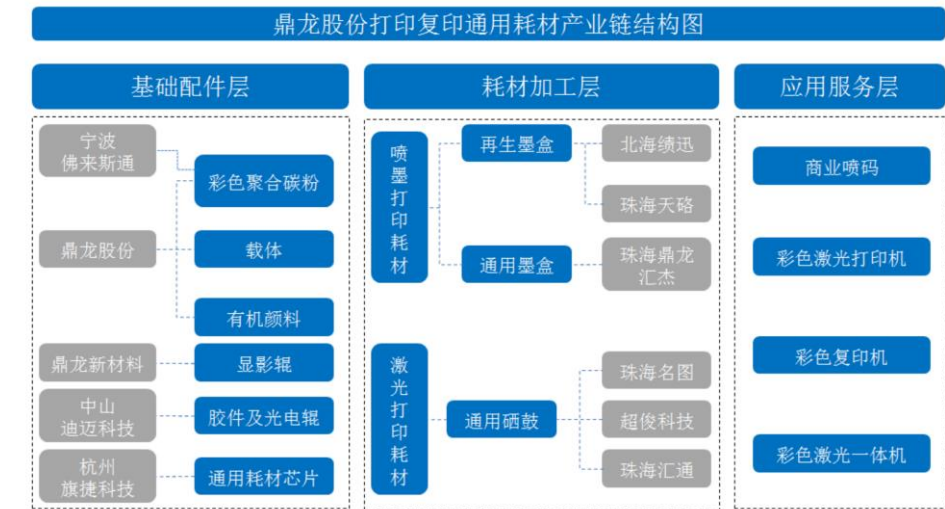 鼎龙股份打印复印通用耗材产业链结构图
基础配件层
宁波
佛来斯通
彩色聚合碳粉
鼎龙股份
载体
有机颜料
鼎龙新材料
显影辊
中山
迪迈科技
胶件及光电辊
杭州
旗捷科技
通用耗材芯片
耗材加工层
喷墨打印耗材
再生墨盒
北海绩迅
珠海天硌
通用墨盒
珠海鼎龙
汇杰
激光打印耗材
通用硒鼓
珠海名图
超俊科技
珠海汇通
应用服务层
商业喷码
彩色激光打印机
彩色复印机
彩色激光一体机